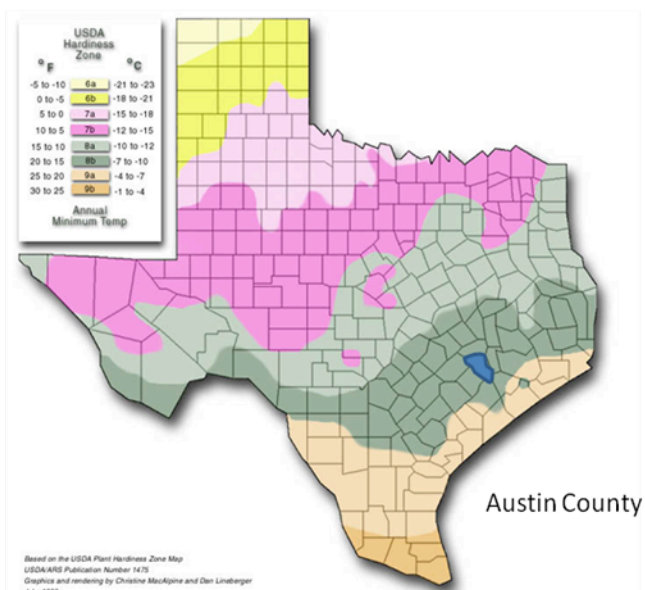 USDA
Hardiness
Zone
°F °C
-5 to -10 6a -21 to -23
0 to -5 6b -18 to -21
5 to 0 7a -15 to -18
10 to 5 7b -12 to -15
15 to 10 8a -10 to -12
20 to 15 8b -7 to -10
25 to 20 9a -4 to -7
30 to 25 9b -1 to -4
Annual
Minimum Temp
Austin County
Based on the USDA Plant Hardiness Zone Map
USDA/ARS Publication Number 1475
Graphics and rendering by Christine MacAlpine and Dan Lineberger